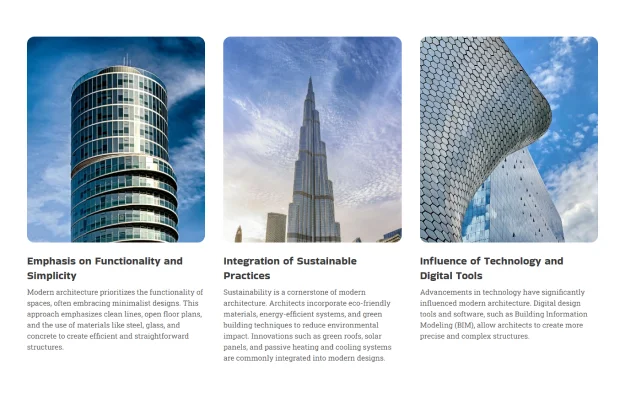 Emphasis on Functionality and
Simplicity
Modern architecture prioritizes the functionality of
spaces, often embracing minimalist designs. This
approach emphasizes clean lines, open floor plans,
and the use of materials like steel, glass, and
concrete to create efficient and straightforward
structures.
Integration of Sustainable
Practices
Sustainability is a cornerstone of modern
architecture. Architects incorporate eco-friendly
materials, energy-efficient systems, and green
building techniques to reduce environmental
impact. Innovations such as green roofs, solar
panels, and passive heating and cooling systems
are commonly integrated into modern designs.
Influence of Technology and
Digital Tools
Advancements in technology have significantly
influenced modern architecture. Digital design
tools and software, such as Building Information
Modeling (BIM), allow architects to create more
precise and complex structures.